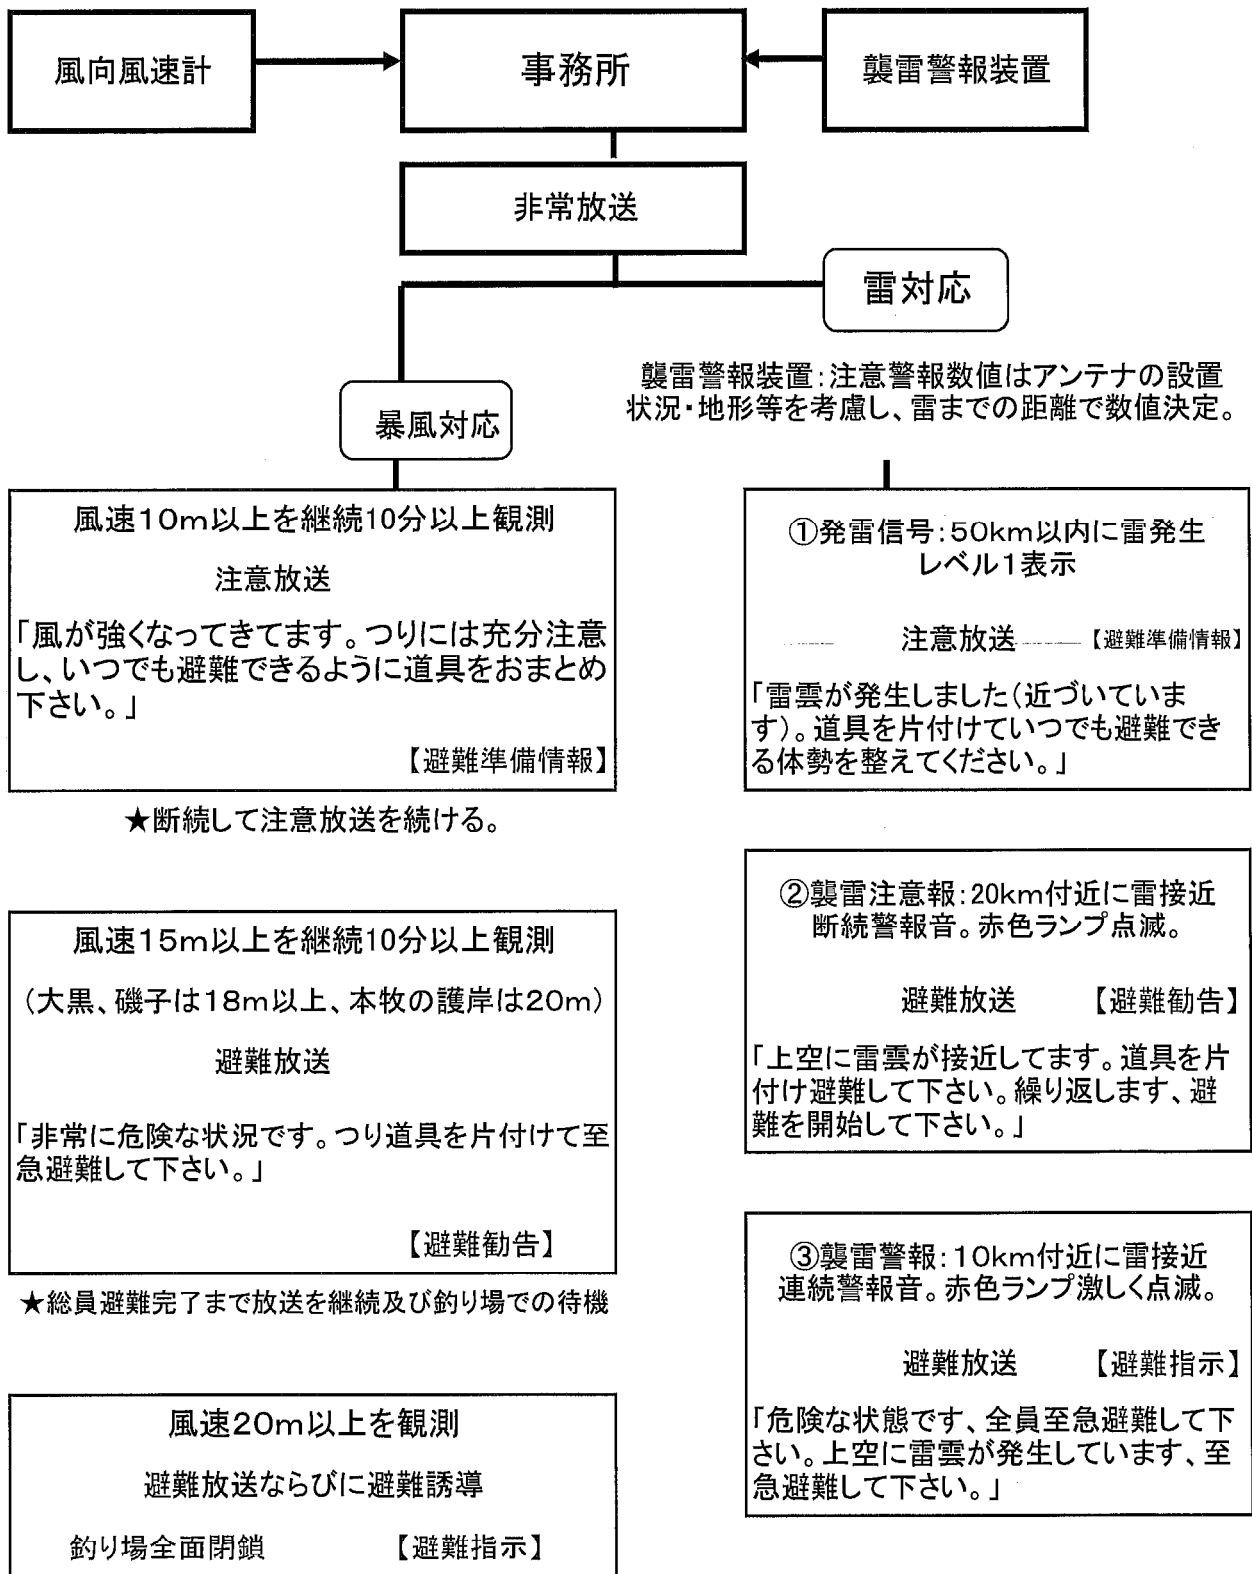 風向風速計
事務所
襲雷警報装置
非常放送
雷対応
襲雷警報装置：注意警報数値はアンテナの設置
状況・地形等を考慮し、雷までの距離で数値決定。
暴風対応
風速10m以上を継続10分以上観測
注意放送
「風が強くなってきてます。つりには充分注意
し、いつでも避難できるように道具をおまとめ
下さい。」
【避難準備情報】
★断続して注意放送を続ける。
風速15m以上を継続10分以上観測
（大黒、磯子は18m以上、本牧の護岸は20m）
避難放送
「非常に危険な状況です。つり道具を片付けて至
急避難して下さい。」
【避難勧告】
★総員避難完了まで放送を継続及び釣り場での待機
風速20m以上を観測
避難放送ならびに避難誘導
釣り場全面閉鎖 【避難指示】
①発雷信号：50km以内に雷発生
レベル1表示
注意放送 【避難準備情報】
「雷雲が発生しました（近づいていま
す）。道具を片付けていつでも避難でき
る体勢を整えてください。」
②襲雷注意報：20km付近に雷接近
断続警報音。赤色ランプ点滅。
避難放送 【避難勧告】
「上空に雷雲が接近してます。道具を片
付け避難して下さい。繰り返します、避
難を開始して下さい。」
③襲雷警報：10km付近に雷接近
連続警報音。赤色ランプ激しく点滅。
避難放送 【避難指示】
「危険な状態です、全員至急避難して下
さい。上空に雷雲が発生しています、至
急避難して下さい。」